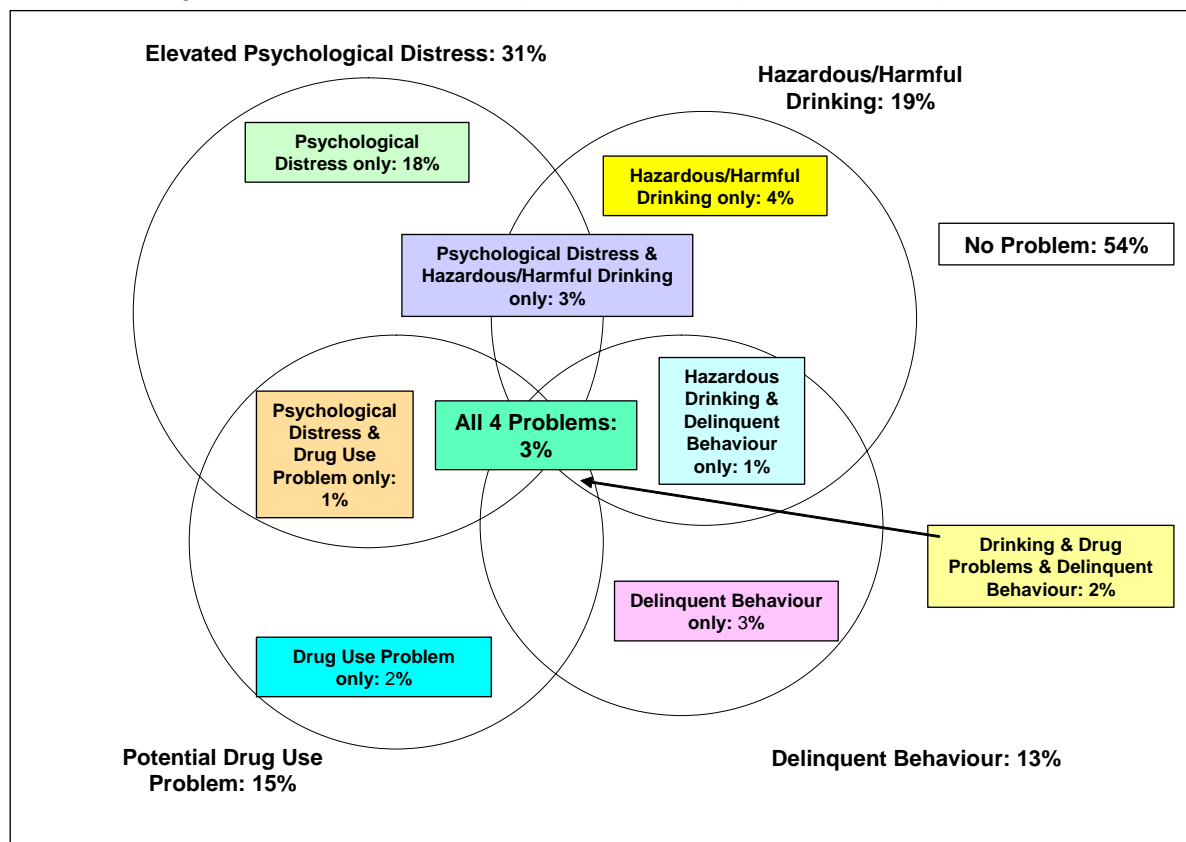 Elevated Psychological Distress: 31%
Hazardous/Harmful
Drinking: 19%
Psychological
Distress only: 18%
Hazardous/Harmful
Drinking only: 4%
No Problem: 54%
Psychological Distress &
Hazardous/Harmful Drinking
only: 3%
Hazardous
Drinking &
Delinquent
Behaviour
only: 1%
Psychological
Distress &
Drug Use
Problem only:
1%
All 4 Problems:
3%
Drinking & Drug
Problems & Delinquent
Behaviour: 2%
Delinquent Behaviour
only: 3%
Drug Use Problem
only: 2%
Potential Drug Use
Problem: 15%
Delinquent Behaviour: 13%